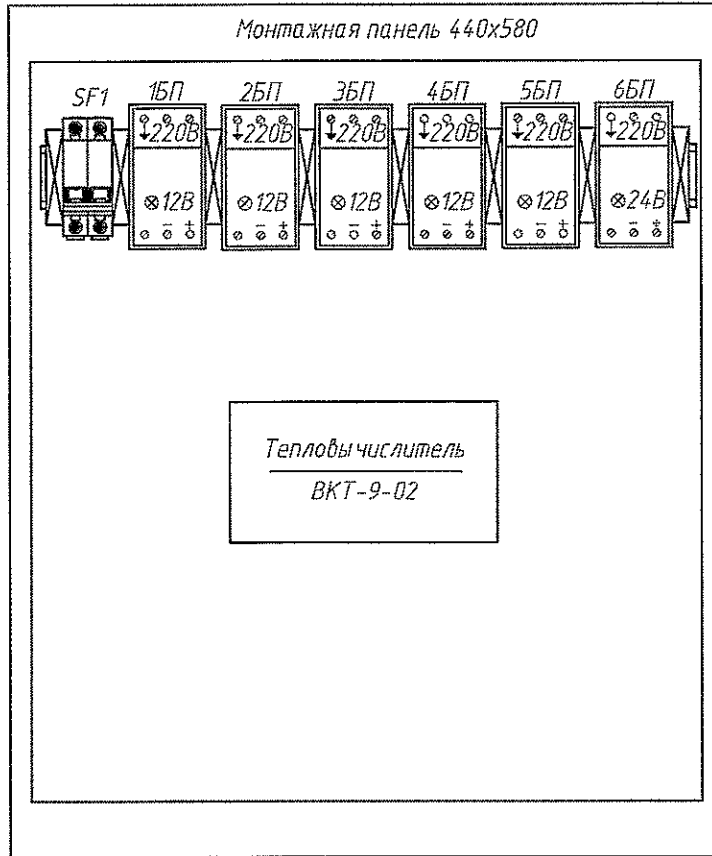 Монтажная панель 440х580
SF1 1БП 2БП 3БП 4БП 5БП 6БП
220В 220В 220В 220В 220В 220В
12В 12В 12В 12В 12В 24В
− + − + − + − + − + − +
Тепловычислитель
ВКТ-9-02